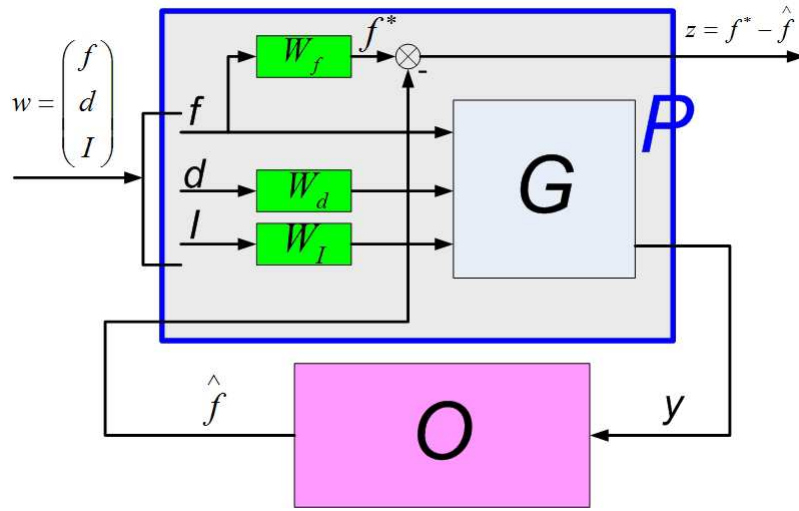 W_f
f*
-
z = f* - f̂
w = (f
d
I)
f
P
d
W_d
G
I
W_I
f̂
O
y